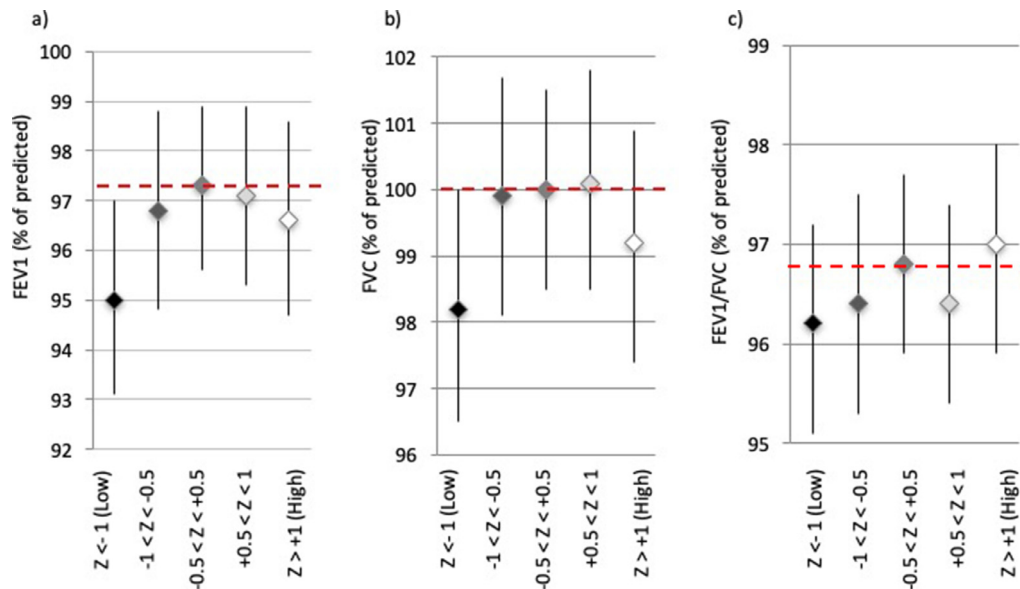 a)
FEV1 (% of predicted)
100
99
98
97
96
95
94
93
92
Z <- 1 (Low)
-1 < Z < -0.5
-0.5 < Z < +0.5
+0.5 < Z < 1
Z > +1 (High)
b)
FVC (% of predicted)
102
101
100
99
98
97
96
Z <- 1 (Low)
-1 < Z < -0.5
-0.5 < Z < +0.5
+0.5 < Z < 1
Z > +1 (High)
c)
FEV1/FVC (% of predicted)
99
98
97
96
95
Z <- 1 (Low)
-1 < Z < -0.5
-0.5 < Z < +0.5
+0.5 < Z < 1
Z > +1 (High)